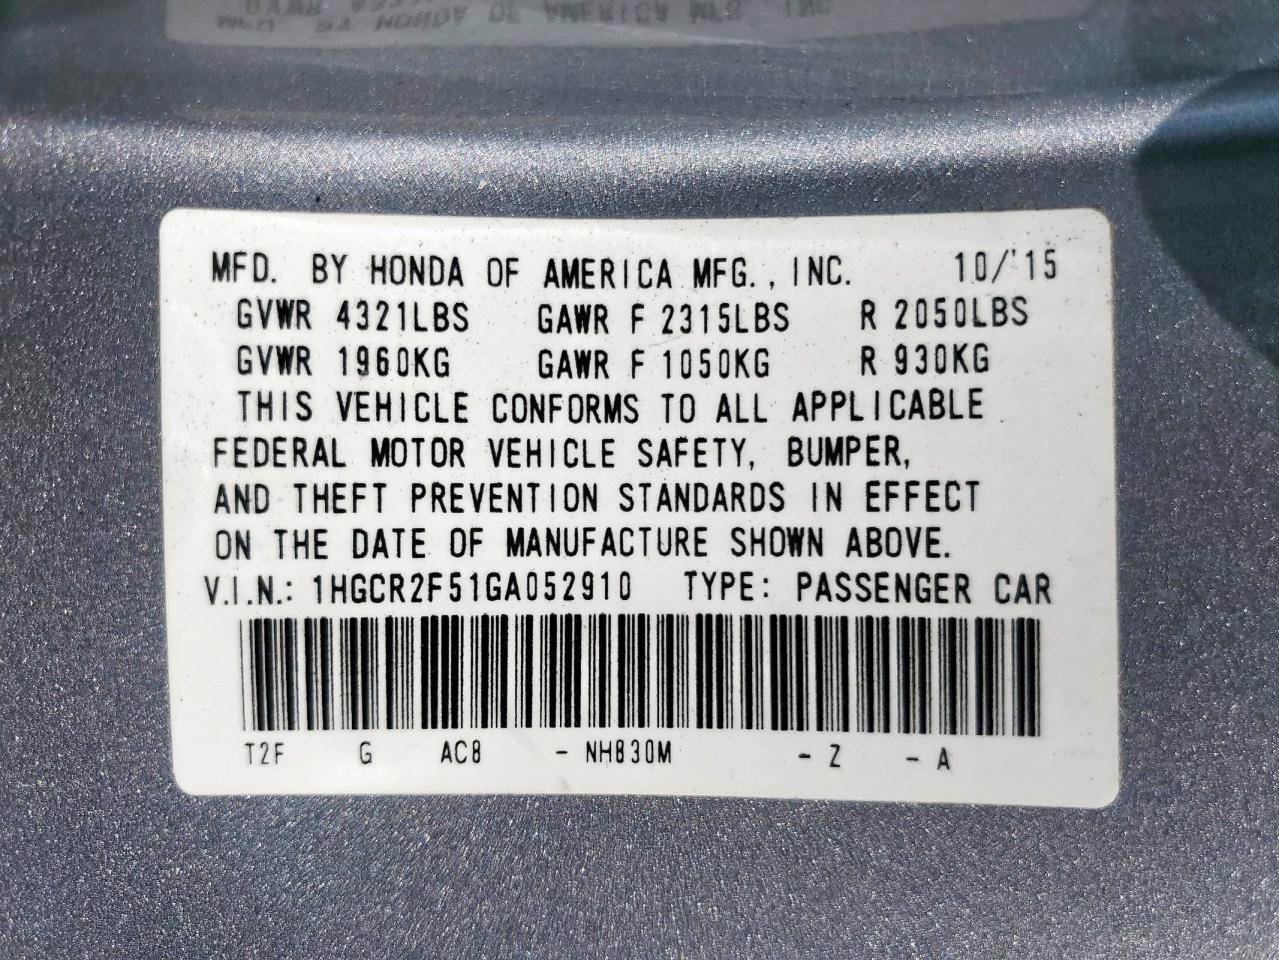 MFD. BY HONDA OF AMERICA MFG., INC. 10/'15
GVWR 4321LBS GAWR F 2315LBS R 2050LBS
GVWR 1960KG GAWR F 1050KG R 930KG
THIS VEHICLE CONFORMS TO ALL APPLICABLE
FEDERAL MOTOR VEHICLE SAFETY, BUMPER,
AND THEFT PREVENTION STANDARDS IN EFFECT
ON THE DATE OF MANUFACTURE SHOWN ABOVE.
V.I.N.: 1HGCR2F51GA052910 TYPE: PASSENGER CAR
T2F G AC8 - NH830M - Z - A